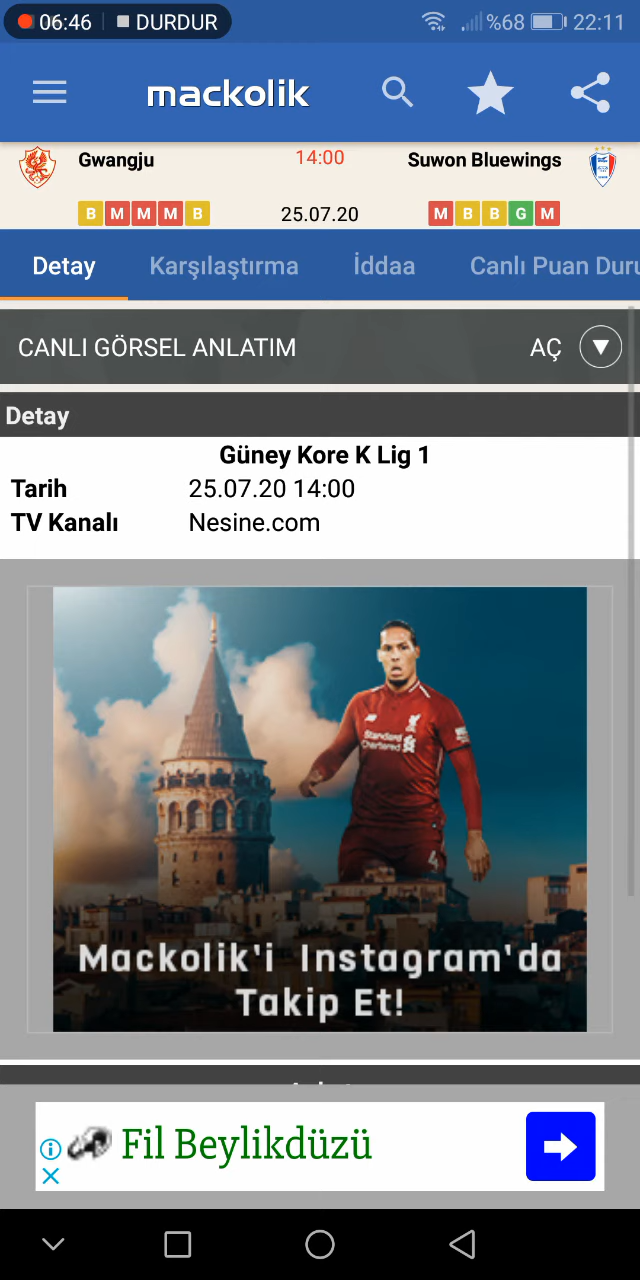 06:46 DURDUR %68 22:11
mackolik
Gwangju 14:00 Suwon Bluewings
B M M M B 25.07.20 M B B G M
Detay Karşılaştırma İddaa Canlı Puan Duru
CANLI GÖRSEL ANLATIM AÇ
Detay
Güney Kore K Lig 1
Tarih 25.07.20 14:00
TV Kanalı Nesine.com
Standard
Chartered
4
Mackolik'i Instagram'da
Takip Et!
Fil Beylikdüzü